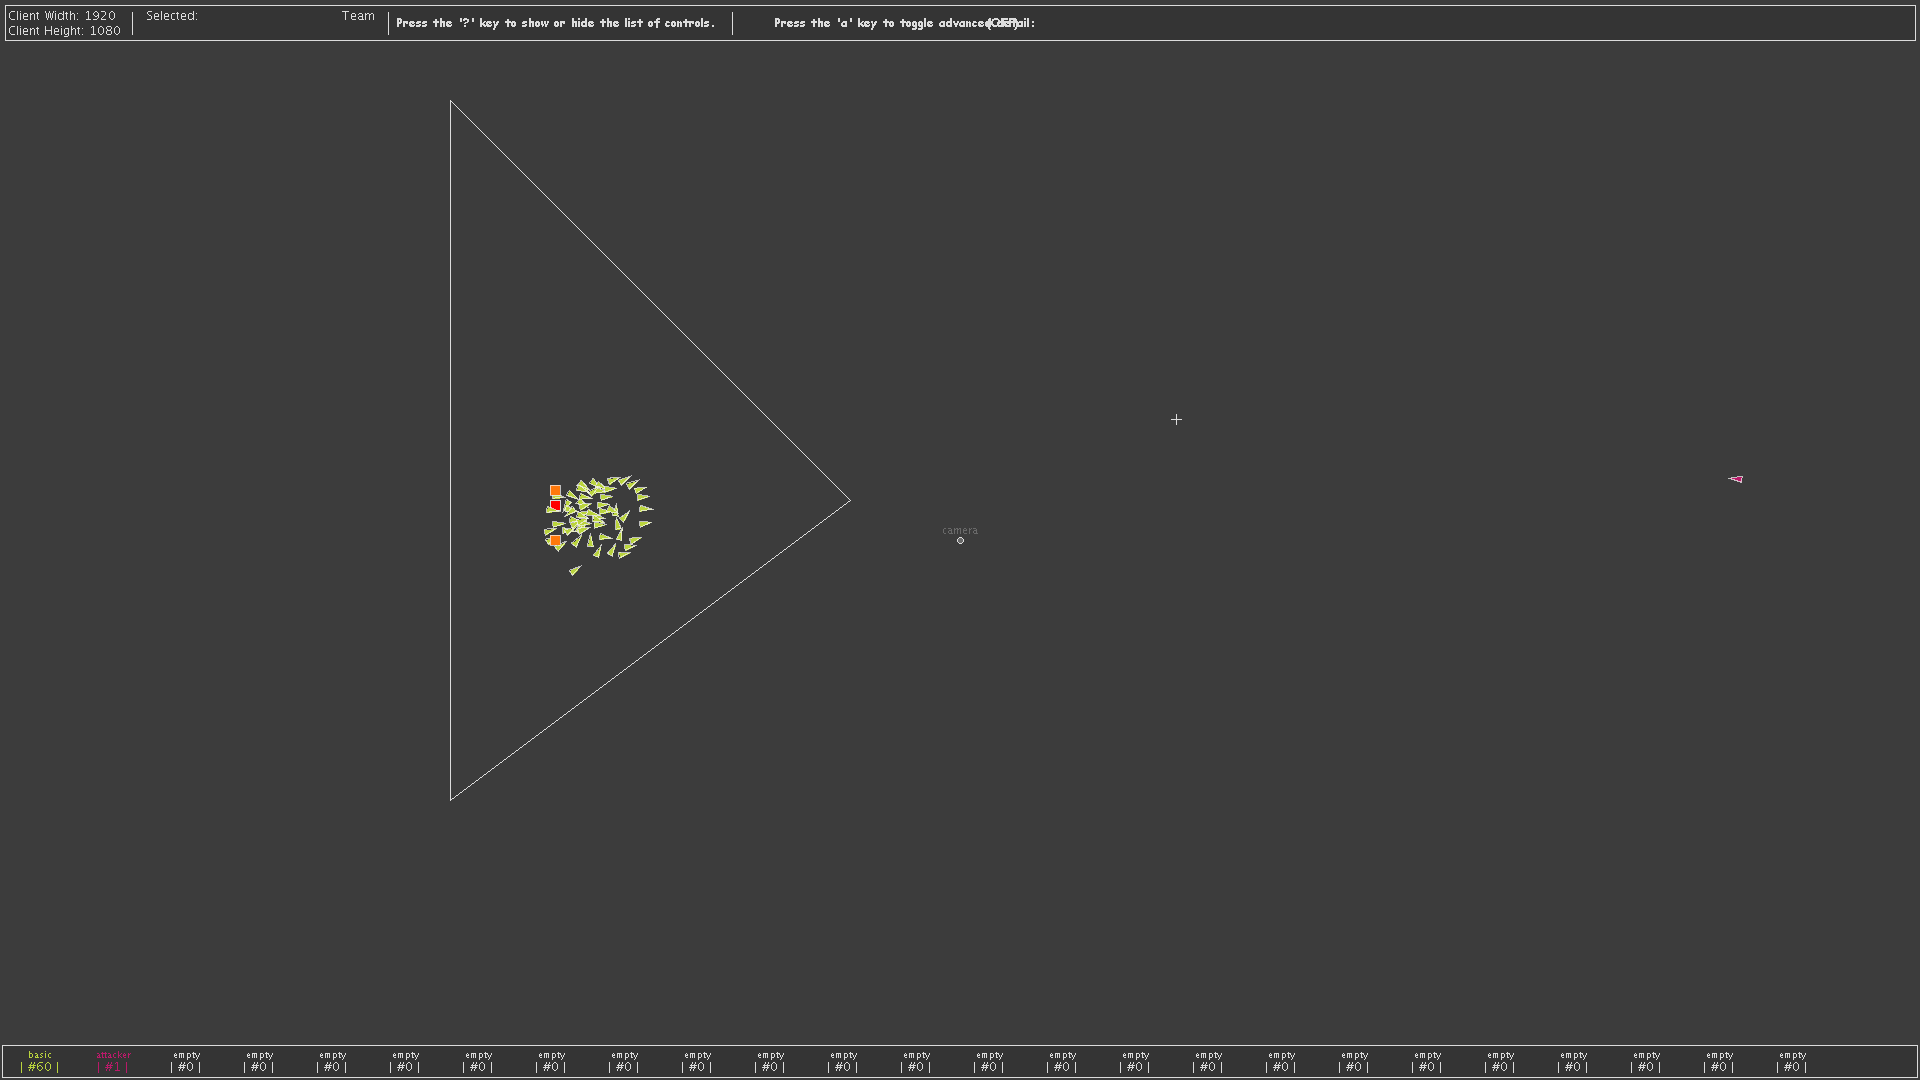 Client Width: 1920
Client Height: 1080
Selected:
Team
Press the '?' key to show or hide the list of controls.
Press the 'a' key to toggle advanced detail:
(OFF)
camera
basic
| #60 |
attacker
| #1 |
empty
| #0 |
empty
| #0 |
empty
| #0 |
empty
| #0 |
empty
| #0 |
empty
| #0 |
empty
| #0 |
empty
| #0 |
empty
| #0 |
empty
| #0 |
empty
| #0 |
empty
| #0 |
empty
| #0 |
empty
| #0 |
empty
| #0 |
empty
| #0 |
empty
| #0 |
empty
| #0 |
empty
| #0 |
empty
| #0 |
empty
| #0 |
empty
| #0 |
empty
| #0 |